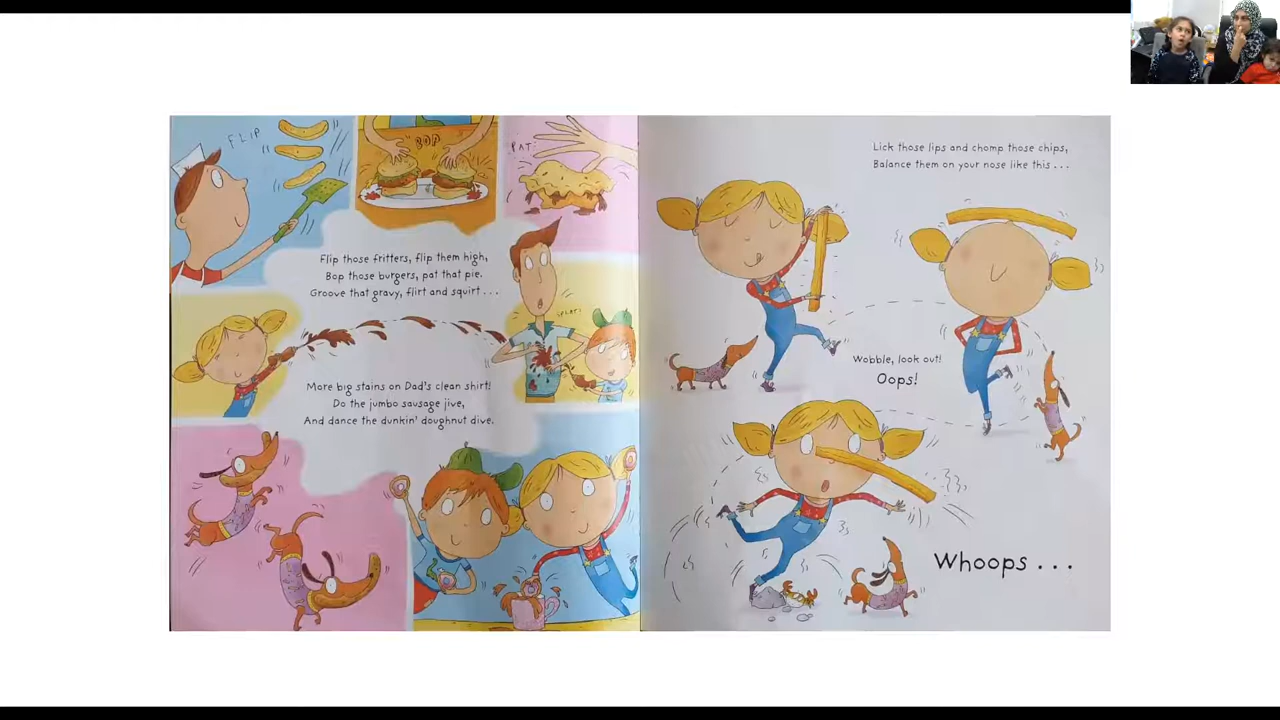 FLIP
BOP
PAT!
Flip those fritters, flip them high,
Bop those burgers, pat that pie.
Groove that gravy, flirt and squirt . . .
SPLAT!
More big stains on Dad's clean shirt!
Do the jumbo sausage jive,
And dance the dunkin' doughnut dive.
Lick those lips and chomp those chips,
Balance them on your nose like this . . .
Wobble, look out!
Oops!
Whoops . . .